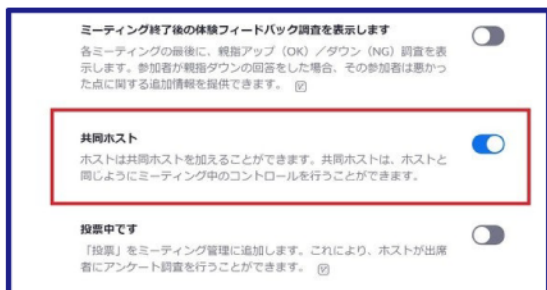 ミーティング終了後の体験フィードバック調査を表示します
各ミーティングの最後に、親指アップ（OK）／ダウン（NG）調査を表
示します。参加者が親指ダウンの回答をした場合、その参加者は悪かっ
た点に関する追加情報を提供できます。
共同ホスト
ホストは共同ホストを加えることができます。共同ホストは、ホストと
同じようにミーティング中のコントロールを行うことができます。
投票中です
「投票」をミーティング管理に追加します。これにより、ホストが出席
者にアンケート調査を行うことができます。